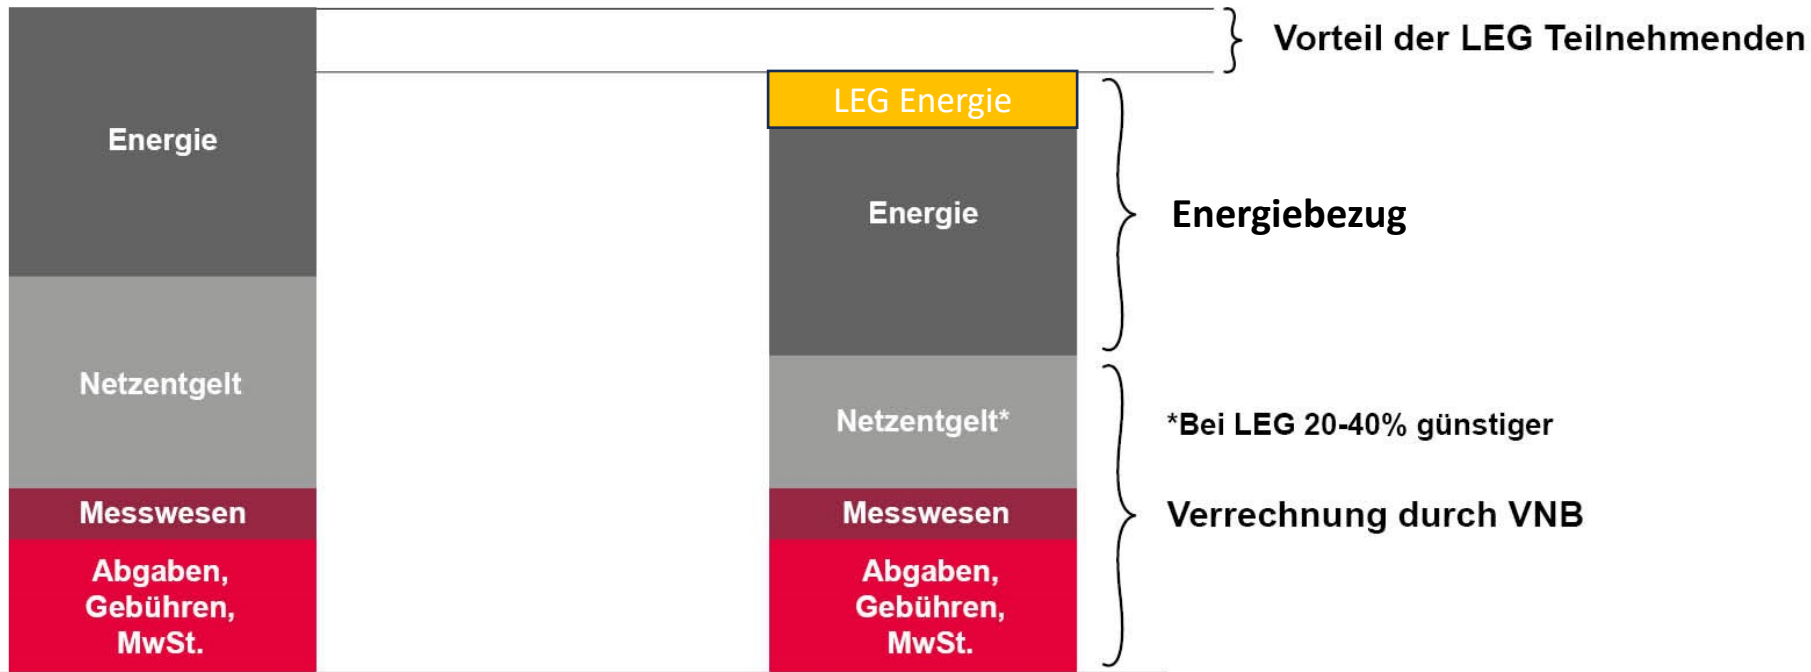 Vorteil der LEG Teilnehmenden
Energie
Netzentgelt
Messwesen
Abgaben,
Gebühren,
MwSt.
LEG Energie
Energie
Netzentgelt*
Messwesen
Abgaben,
Gebühren,
MwSt.
Energiebezug
*Bei LEG 20-40% günstiger
Verrechnung durch VNB